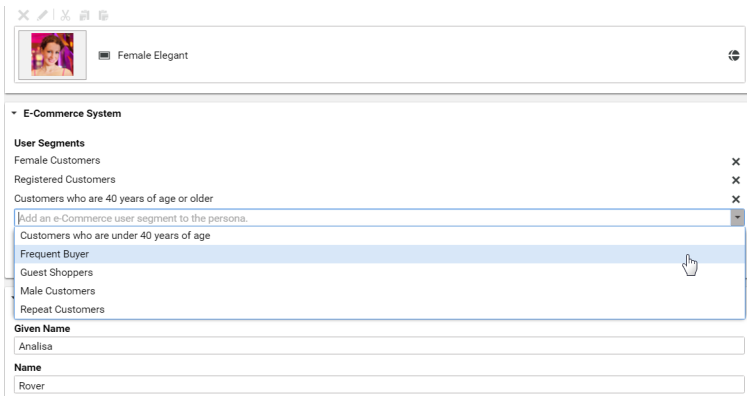 Female Elegant
E-Commerce System
User Segments
Female Customers
Registered Customers
Customers who are 40 years of age or older
Add an e-Commerce user segment to the persona.
Customers who are under 40 years of age
Frequent Buyer
Guest Shoppers
Male Customers
Repeat Customers
Given Name
Analisa
Name
Rover